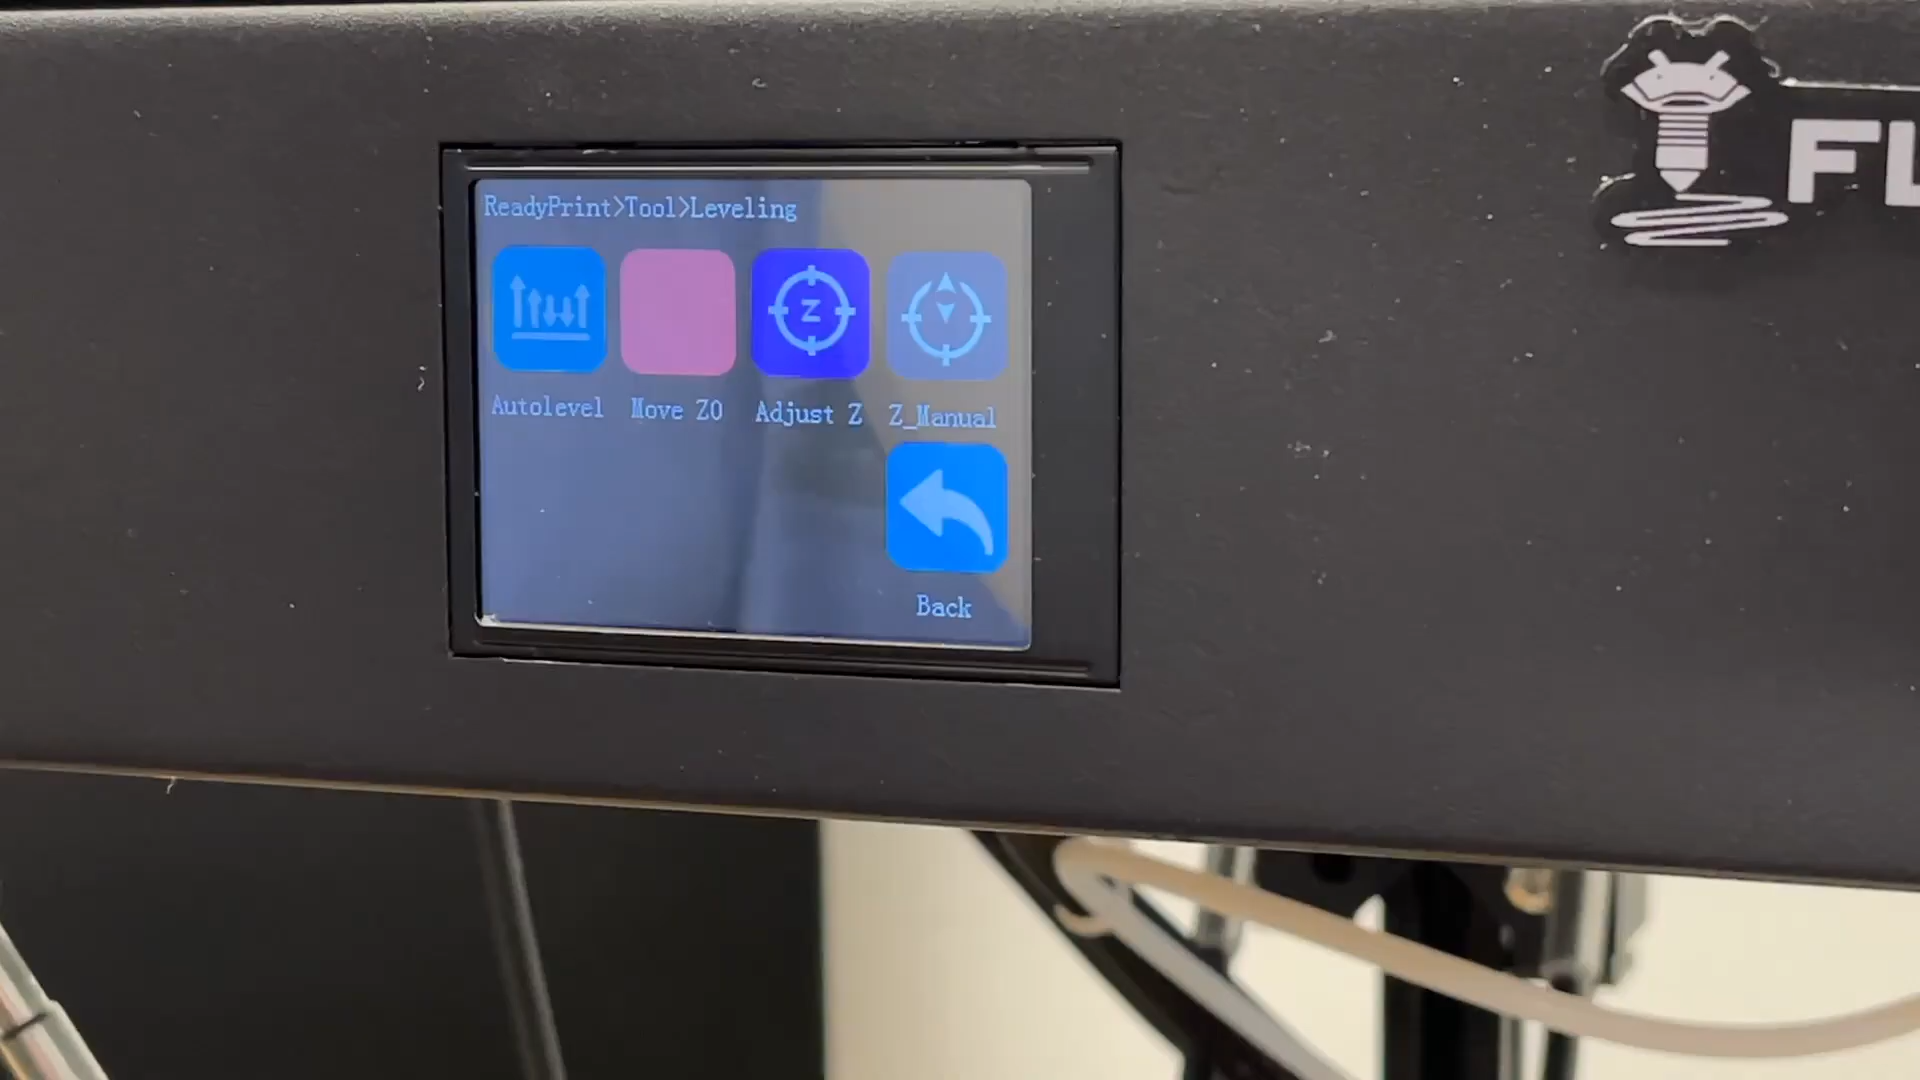 ReadyPrint>Tool>Leveling
Z
Autolevel
Move Z0
Adjust Z
Z_Manual
Back
FL